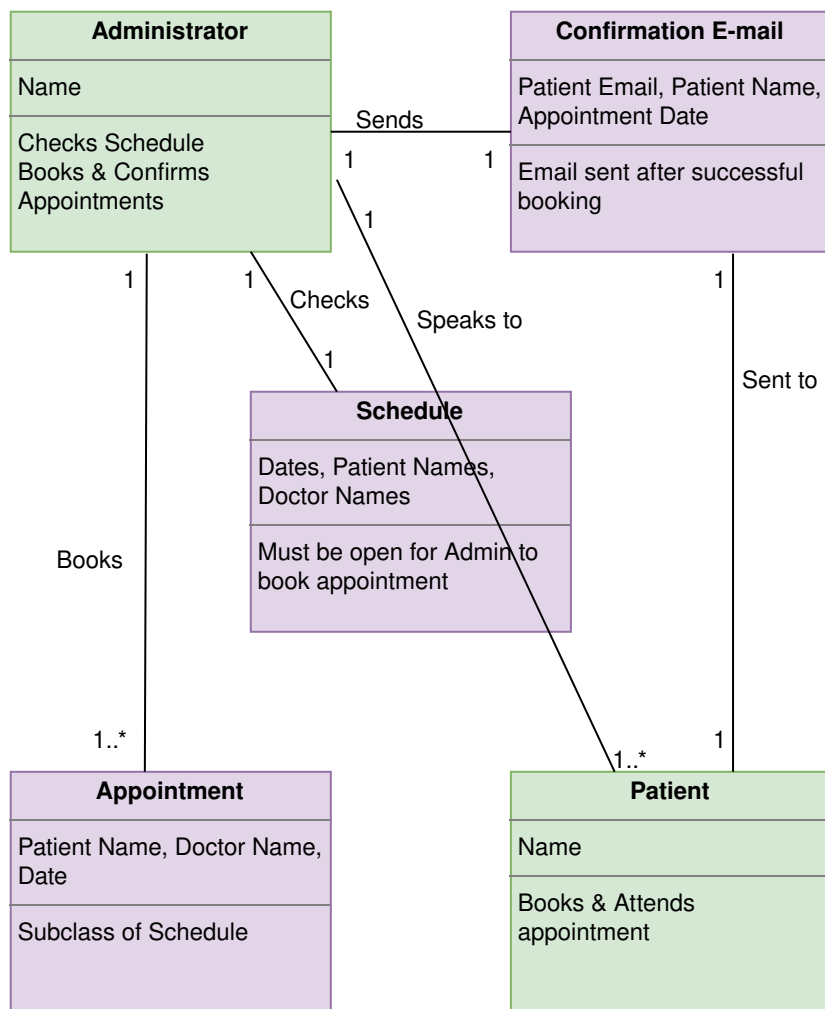 Administrator
Name
Checks Schedule
Books & Confirms
Appointments
Confirmation E-mail
Patient Email, Patient Name,
Appointment Date
Email sent after successful
booking
Sends
1
1
1
1
1
1
Checks
1
Speaks to
Sent to
Schedule
Dates, Patient Names,
Doctor Names
Must be open for Admin to
book appointment
Books
1..*
1..*
1
Appointment
Patient Name, Doctor Name,
Date
Subclass of Schedule
Patient
Name
Books & Attends
appointment